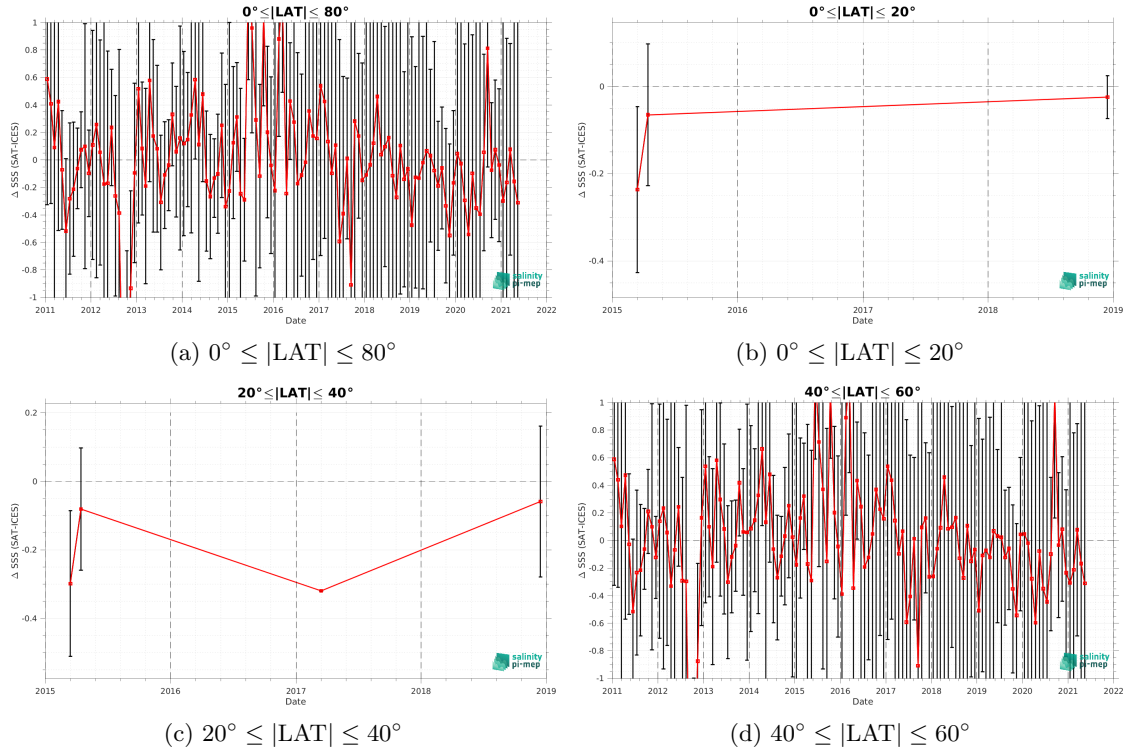 0°≤|LAT|≤ 80°
Δ SSS (SAT-ICES)
1
0.8
0.6
0.4
0.2
0
-0.2
-0.4
-0.6
-0.8
-1
2011 2012 2013 2014 2015 2016 2017 2018 2019 2020 2021 2022
Date
salinity
pi-mep
(a) 0° ≤ |LAT| ≤ 80°
0°≤|LAT|≤ 20°
Δ SSS (SAT-ICES)
0
-0.2
-0.4
2015 2016 2017 2018 2019
Date
salinity
pi-mep
(b) 0° ≤ |LAT| ≤ 20°
20°≤|LAT|≤ 40°
Δ SSS (SAT-ICES)
0.2
0
-0.2
-0.4
2015 2016 2017 2018 2019
Date
salinity
pi-mep
(c) 20° ≤ |LAT| ≤ 40°
40°≤|LAT|≤ 60°
Δ SSS (SAT-ICES)
1
0.8
0.6
0.4
0.2
0
-0.2
-0.4
-0.6
-0.8
-1
2011 2012 2013 2014 2015 2016 2017 2018 2019 2020 2021 2022
Date
salinity
pi-mep
(d) 40° ≤ |LAT| ≤ 60°